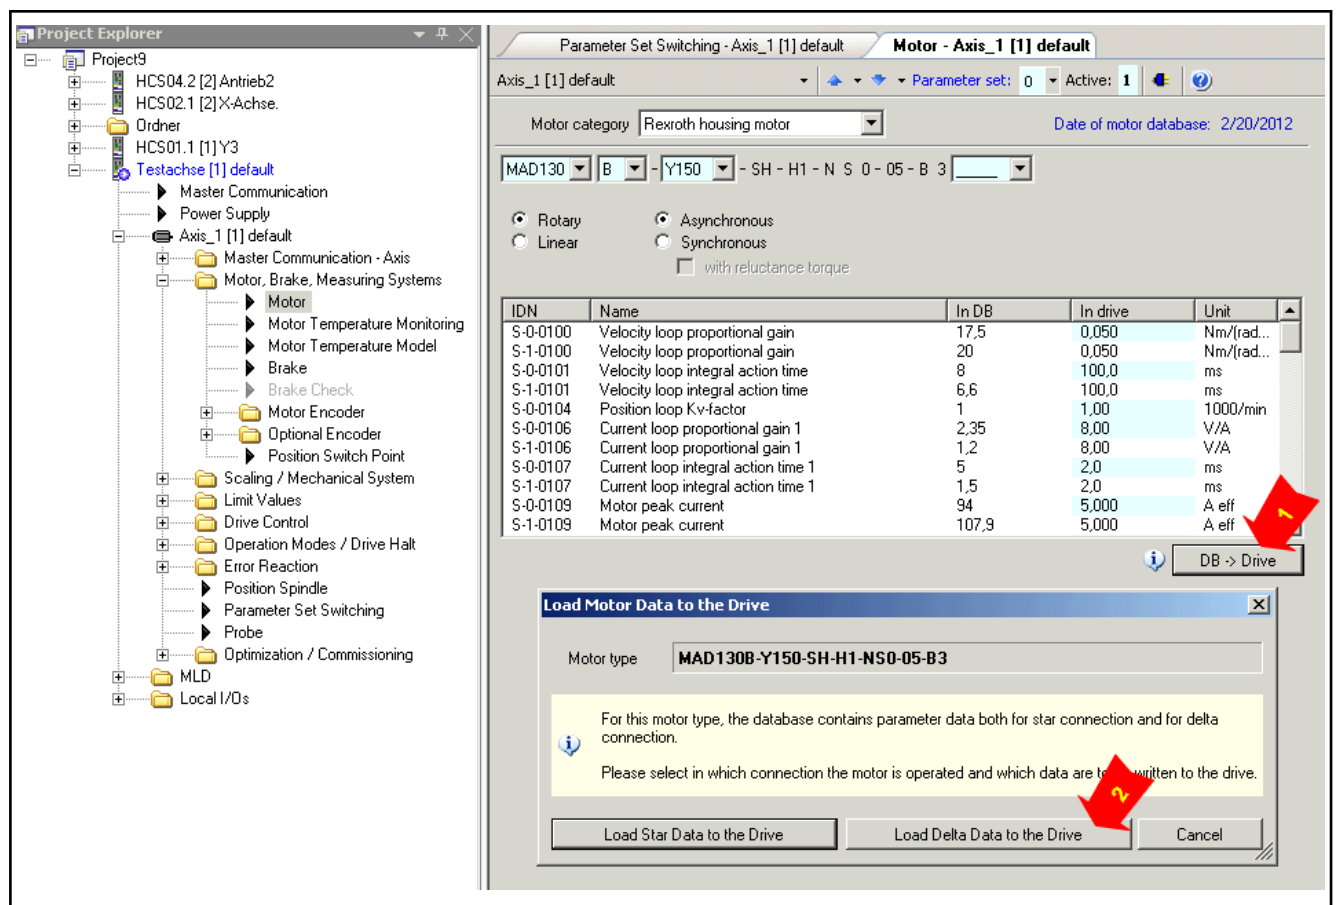 Project Explorer
Project9
HCS04.2 [2] Antrieb2
HCS02.1 [2] X-Achse.
Ordner
HCS01.1 [1] Y3
Testachse [1] default
Master Communication
Power Supply
Axis_1 [1] default
Master Communication - Axis
Motor, Brake, Measuring Systems
Motor
Motor Temperature Monitoring
Motor Temperature Model
Brake
Brake Check
Motor Encoder
Optional Encoder
Position Switch Point
Scaling / Mechanical System
Limit Values
Drive Control
Operation Modes / Drive Halt
Error Reaction
Position Spindle
Parameter Set Switching
Probe
Optimization / Commissioning
MLD
Local I/Os
Parameter Set Switching - Axis_1 [1] default Motor - Axis_1 [1] default
Axis_1 [1] default Parameter set: 0 Active: 1
Motor category Rexroth housing motor Date of motor database: 2/20/2012
MAD130 B - Y150 - SH - H1 - N S 0 - 05 - B 3 ____
Rotary Asynchronous
Linear Synchronous
with reluctance torque
IDN Name In DB In drive Unit
S-0-0100 Velocity loop proportional gain 17,5 0,050 Nm/(rad...
S-1-0100 Velocity loop proportional gain 20 0,050 Nm/(rad...
S-0-0101 Velocity loop integral action time 8 100,0 ms
S-1-0101 Velocity loop integral action time 6,6 100,0 ms
S-0-0104 Position loop Kv-factor 1 1,00 1000/min
S-0-0106 Current loop proportional gain 1 2,35 8,00 V/A
S-1-0106 Current loop proportional gain 1 1,2 8,00 V/A
S-0-0107 Current loop integral action time 1 5 2,0 ms
S-1-0107 Current loop integral action time 1 1,5 2,0 ms
S-0-0109 Motor peak current 94 5,000 A eff
S-1-0109 Motor peak current 107,9 5,000 A eff
1
DB -> Drive
Load Motor Data to the Drive
Motor type MAD130B-Y150-SH-H1-NS0-05-B3
For this motor type, the database contains parameter data both for star connection and for delta
connection.
Please select in which connection the motor is operated and which data are to written to the drive.
2
Load Star Data to the Drive Load Delta Data to the Drive Cancel